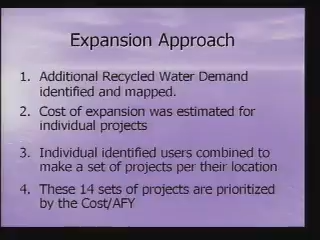 Expansion Approach
1. Additional Recycled Water Demand
identified and mapped.
2. Cost of expansion was estimated for
individual projects
3. Individual identified users combined to
make a set of projects per their location
4. These 14 sets of projects are prioritized
by the Cost/AFY